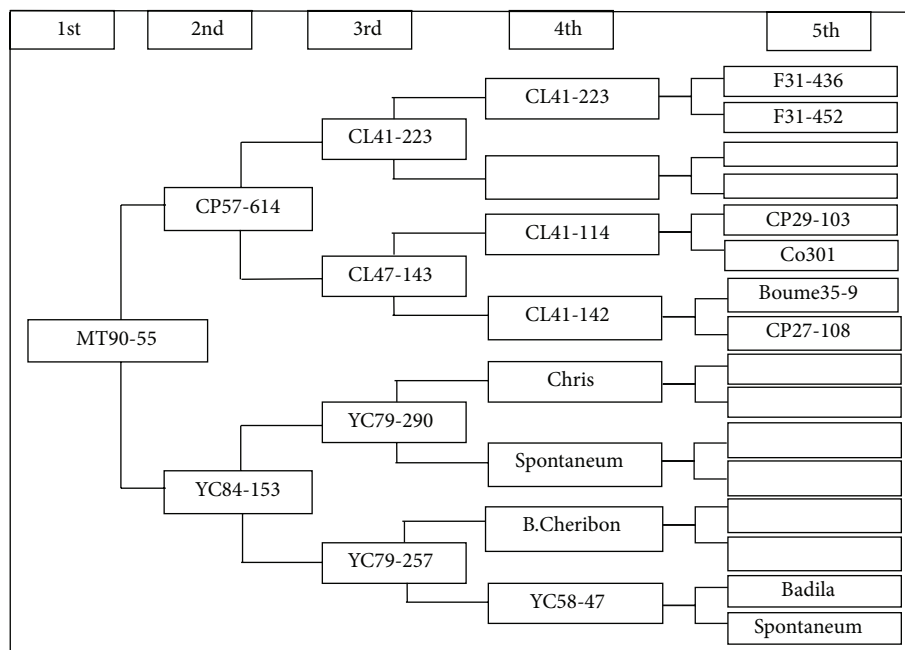 1st
2nd
3rd
4th
5th
F31-436
CL41-223
F31-452
CL41-223
CP57-614
CP29-103
CL41-114
Co301
CL47-143
Boume35-9
CL41-142
CP27-108
MT90-55
Chris
YC79-290
Spontaneum
YC84-153
B.Cheribon
YC79-257
Badila
YC58-47
Spontaneum